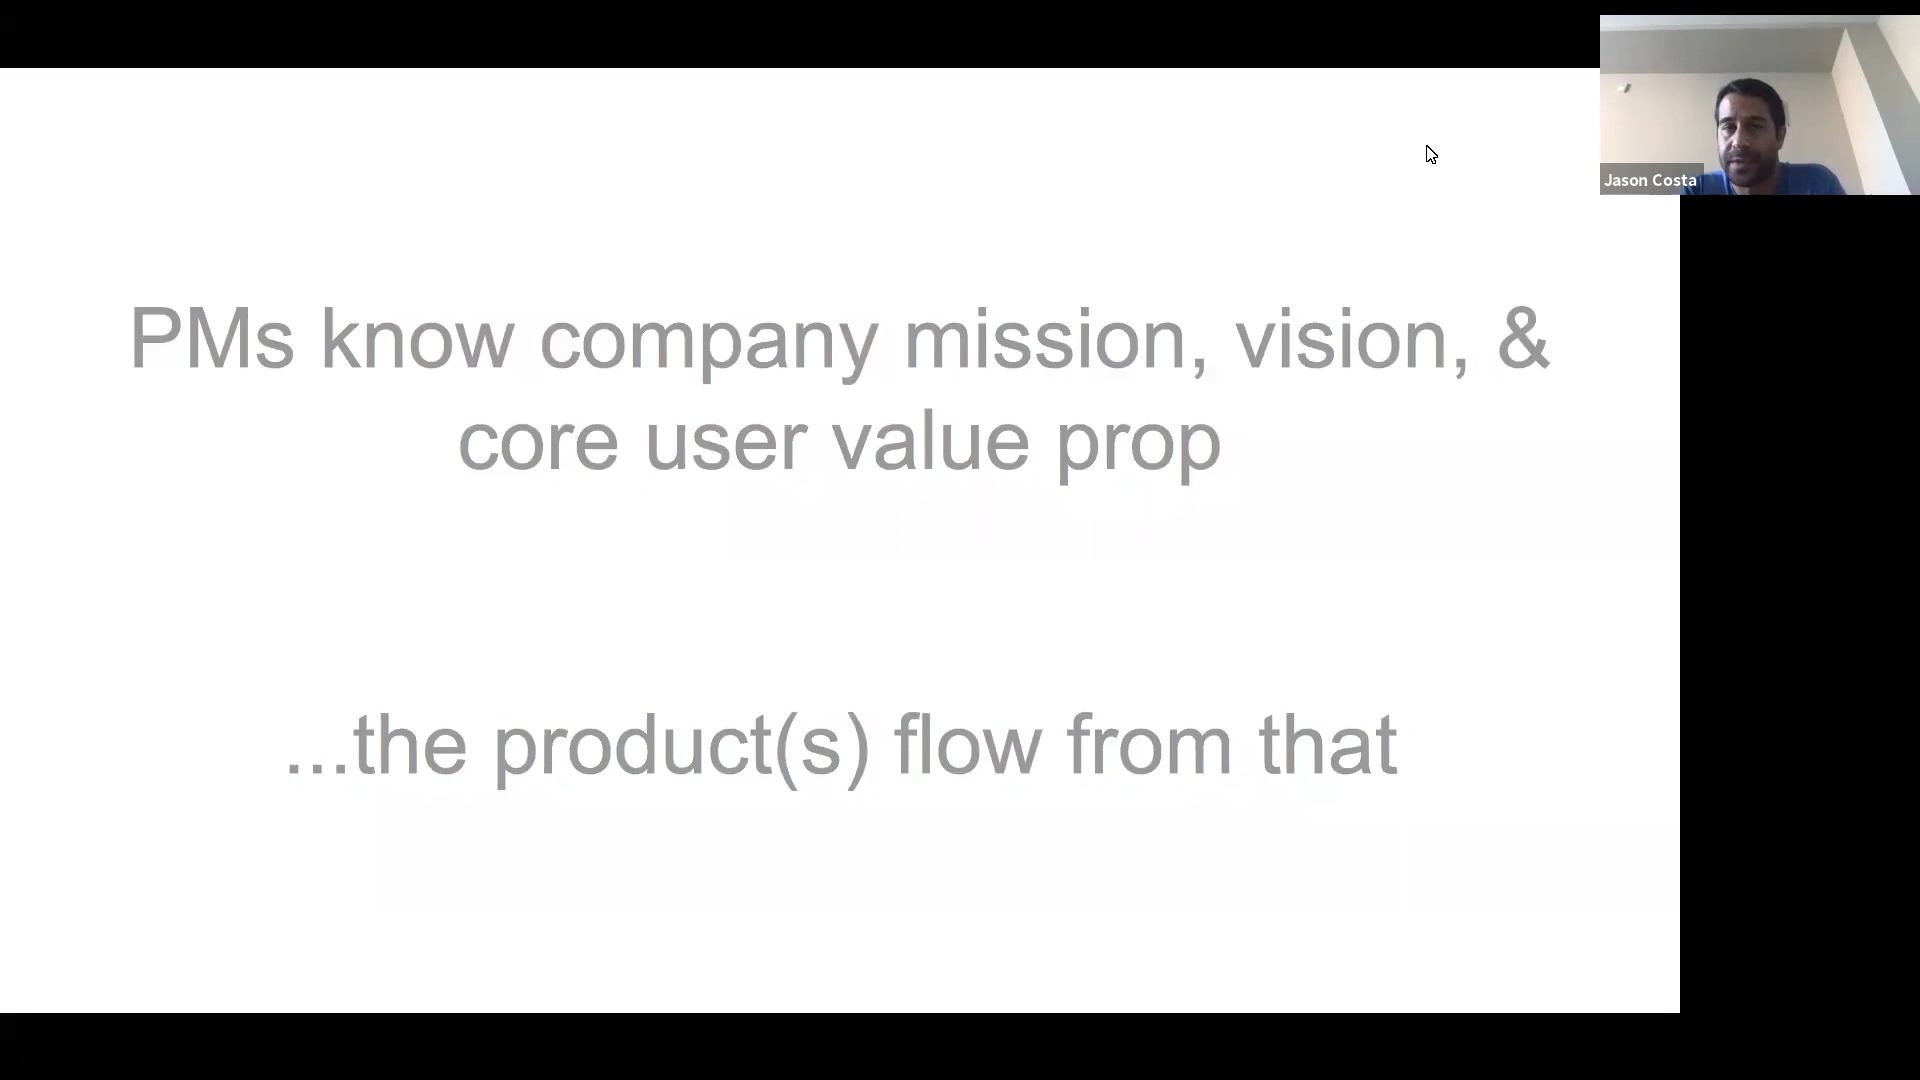 Jason Costa
PMs know company mission, vision, &
core user value prop
...the product(s) flow from that